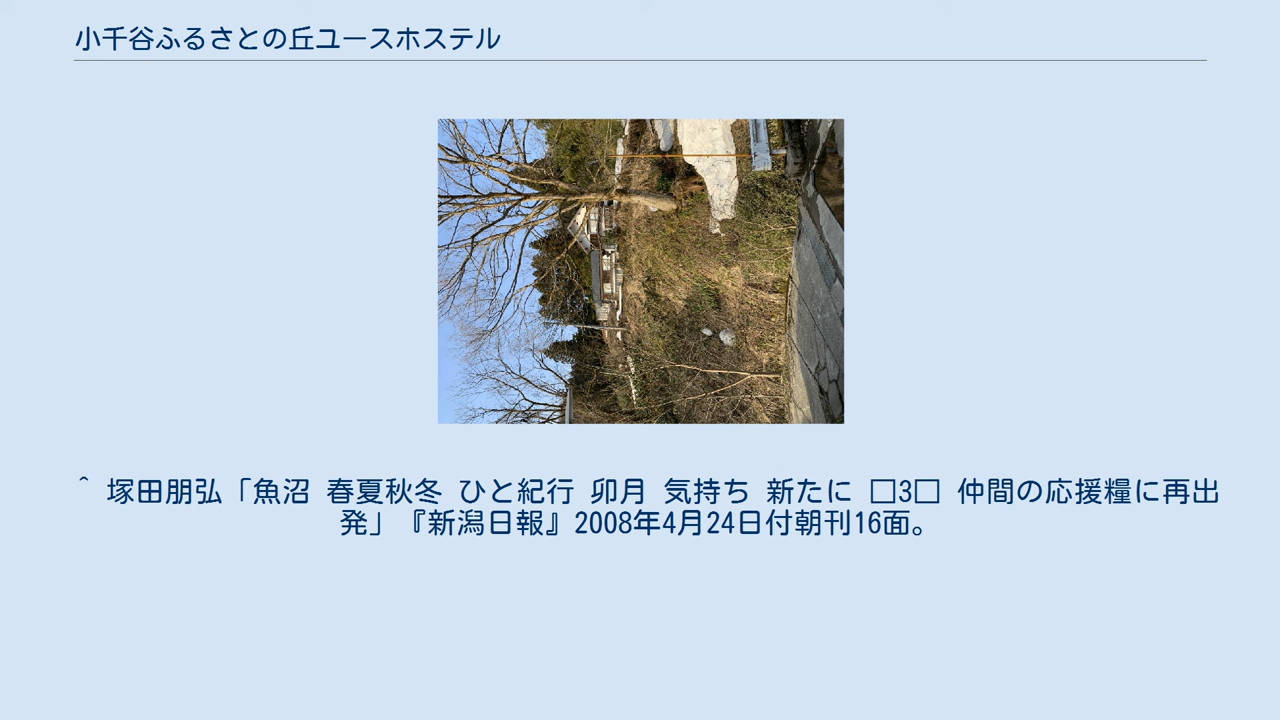 小千谷ふるさとの丘ユースホステル
^ 塚田朋弘「魚沼 春夏秋冬 ひと紀行 卯月 気持ち 新たに □3□ 仲間の応援糧に再出
発」『新潟日報』2008年4月24日付朝刊16面。